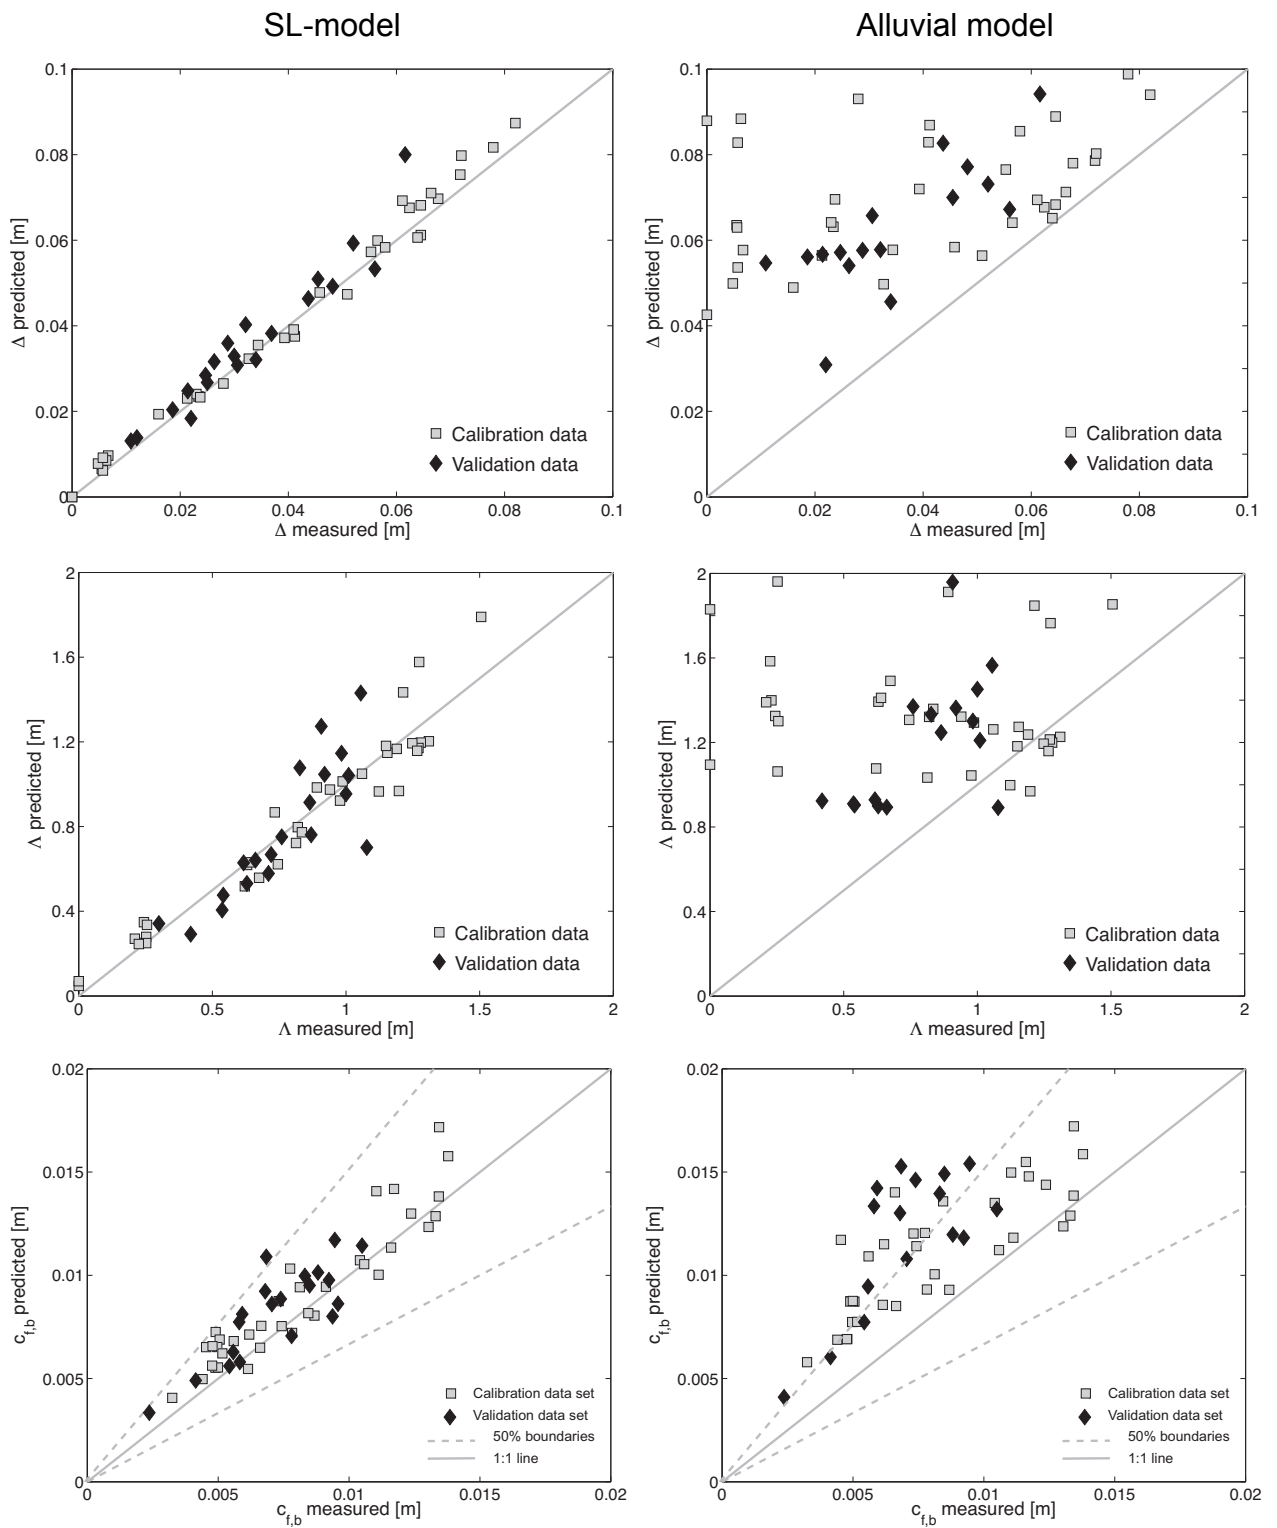 SL-model
Alluvial model
0.1
0.08
0.06
0.04
0.02
0
Δ predicted [m]
Calibration data
Validation data
0 0.02 0.04 0.06 0.08 0.1
Δ measured [m]
0.1
0.08
0.06
0.04
0.02
0
Δ predicted [m]
Calibration data
Validation data
0 0.02 0.04 0.06 0.08 0.1
Δ measured [m]
2
1.6
1.2
0.8
0.4
0
Λ predicted [m]
Calibration data
Validation data
0 0.5 1 1.5 2
Λ measured [m]
2
1.6
1.2
0.8
0.4
0
Λ predicted [m]
Calibration data
Validation data
0 0.5 1 1.5 2
Λ measured [m]
0.02
0.015
0.01
0.005
0
cf,b predicted [m]
Calibration data set
Validation data set
50% boundaries
1:1 line
0 0.005 0.01 0.015 0.02
cf,b measured [m]
0.02
0.015
0.01
0.005
0
cf,b predicted [m]
Calibration data set
Validation data set
50% boundaries
1:1 line
0 0.005 0.01 0.015 0.02
cf,b measured [m]